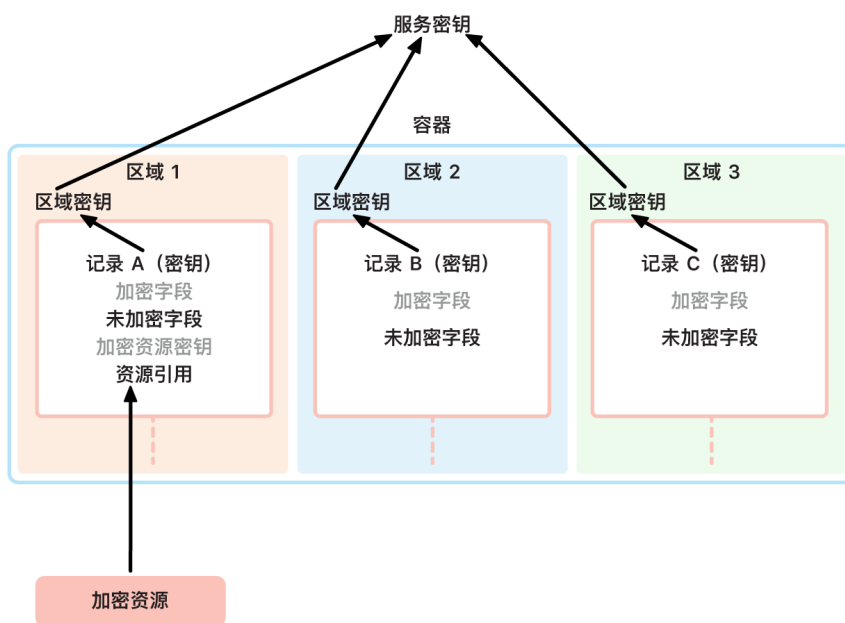 服务密钥
容器
区域 1
区域 2
区域 3
区域密钥
区域密钥
区域密钥
记录 A（密钥）
加密字段
未加密字段
加密资源密钥
资源引用
记录 B（密钥）
加密字段
未加密字段
记录 C（密钥）
加密字段
未加密字段
加密资源